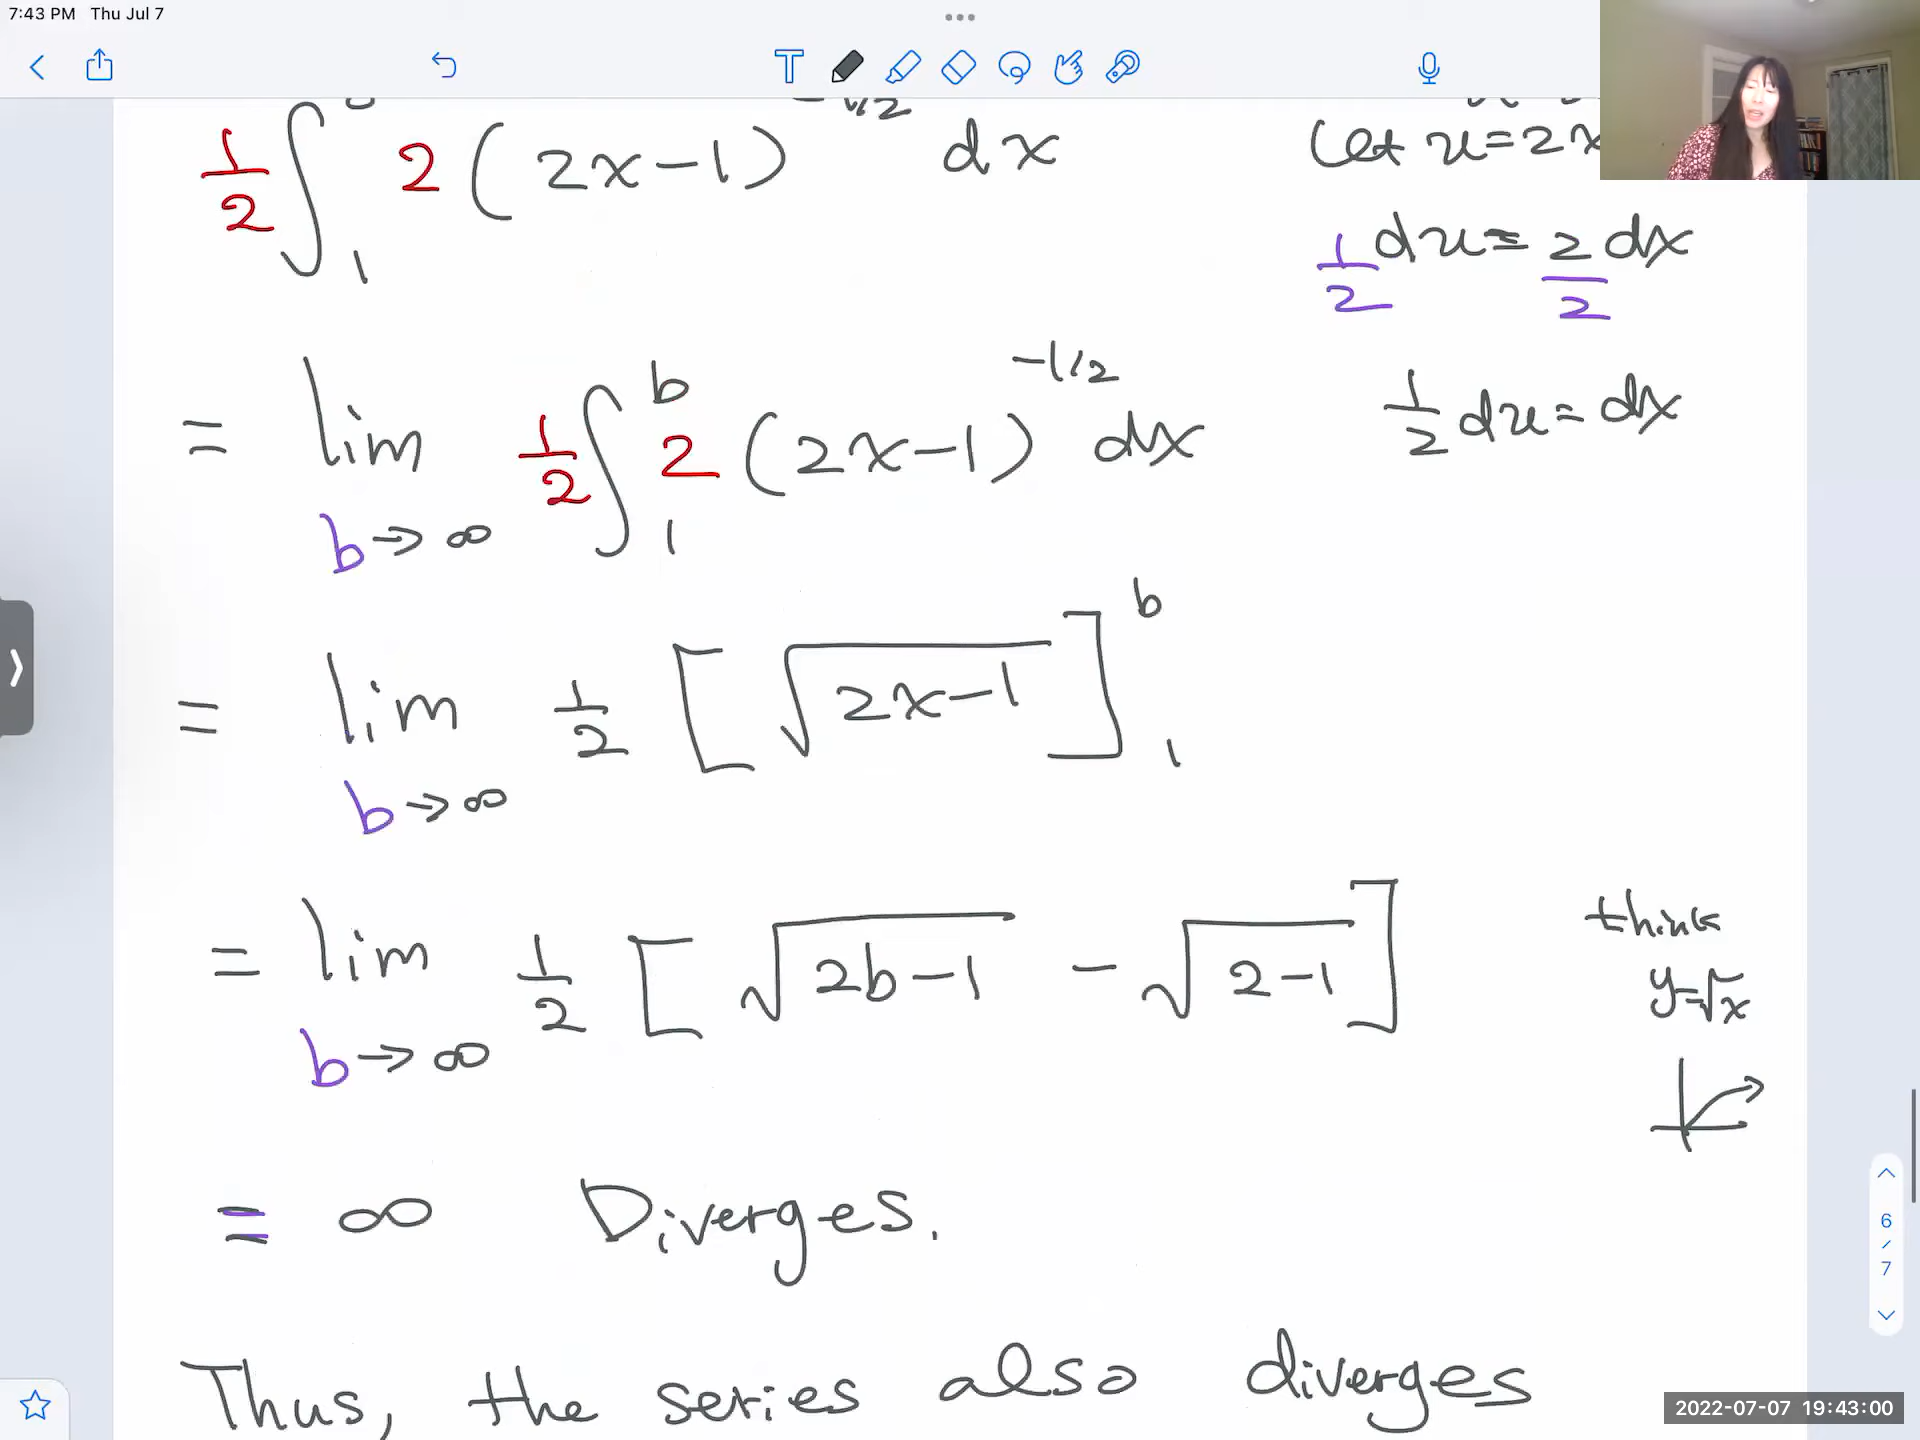 7:43 PM Thu Jul 7
1/2 ∫_1 2 (2x-1)^{-1/2} dx
Let u=2x
1/2 du = 2dx/2
= lim_{b→∞} 1/2 ∫_1^b 2 (2x-1)^{-1/2} dx
1/2 du = dx
= lim_{b→∞} 1/2 [√(2x-1)]_1^b
= lim_{b→∞} 1/2 [√(2b-1) - √(2-1)]
think
y=√x
= ∞ Diverges.
Thus, the series also diverges
6
/
7
2022-07-07 19:43:00